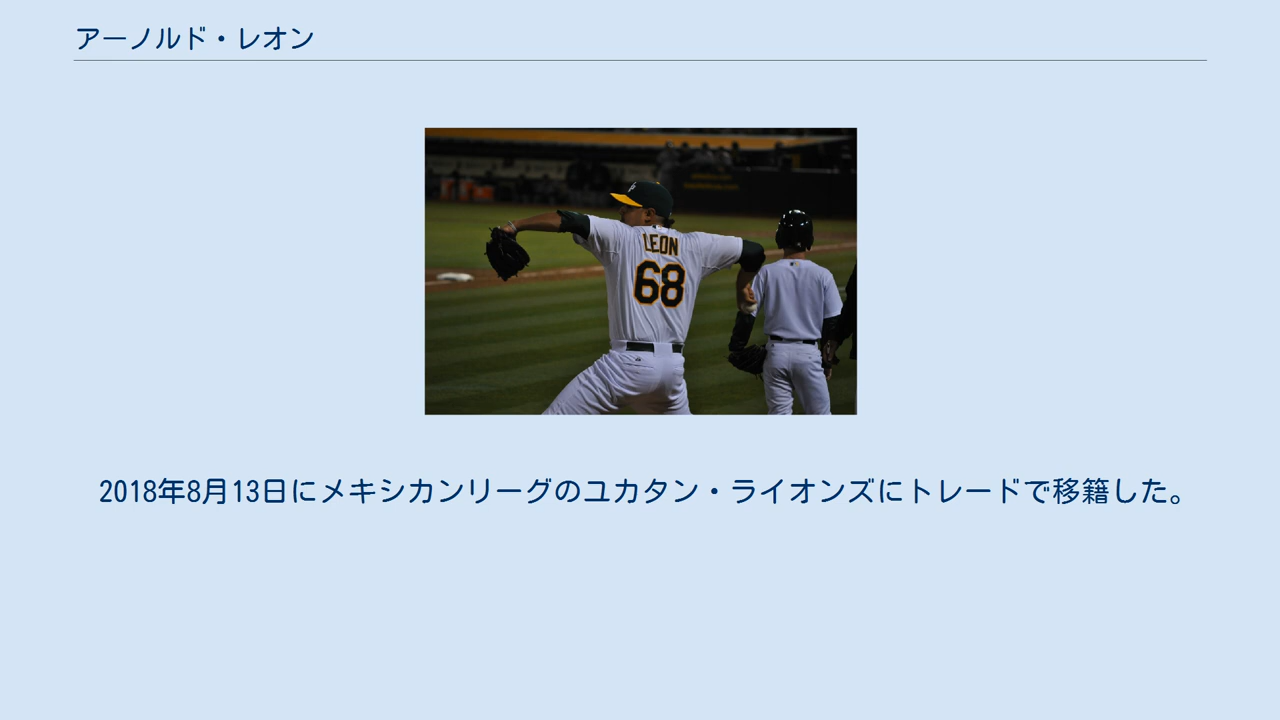 アーノルド・レオン
LEON
68
2018年8月13日にメキシカンリーグのユカタン・ライオンズにトレードで移籍した。